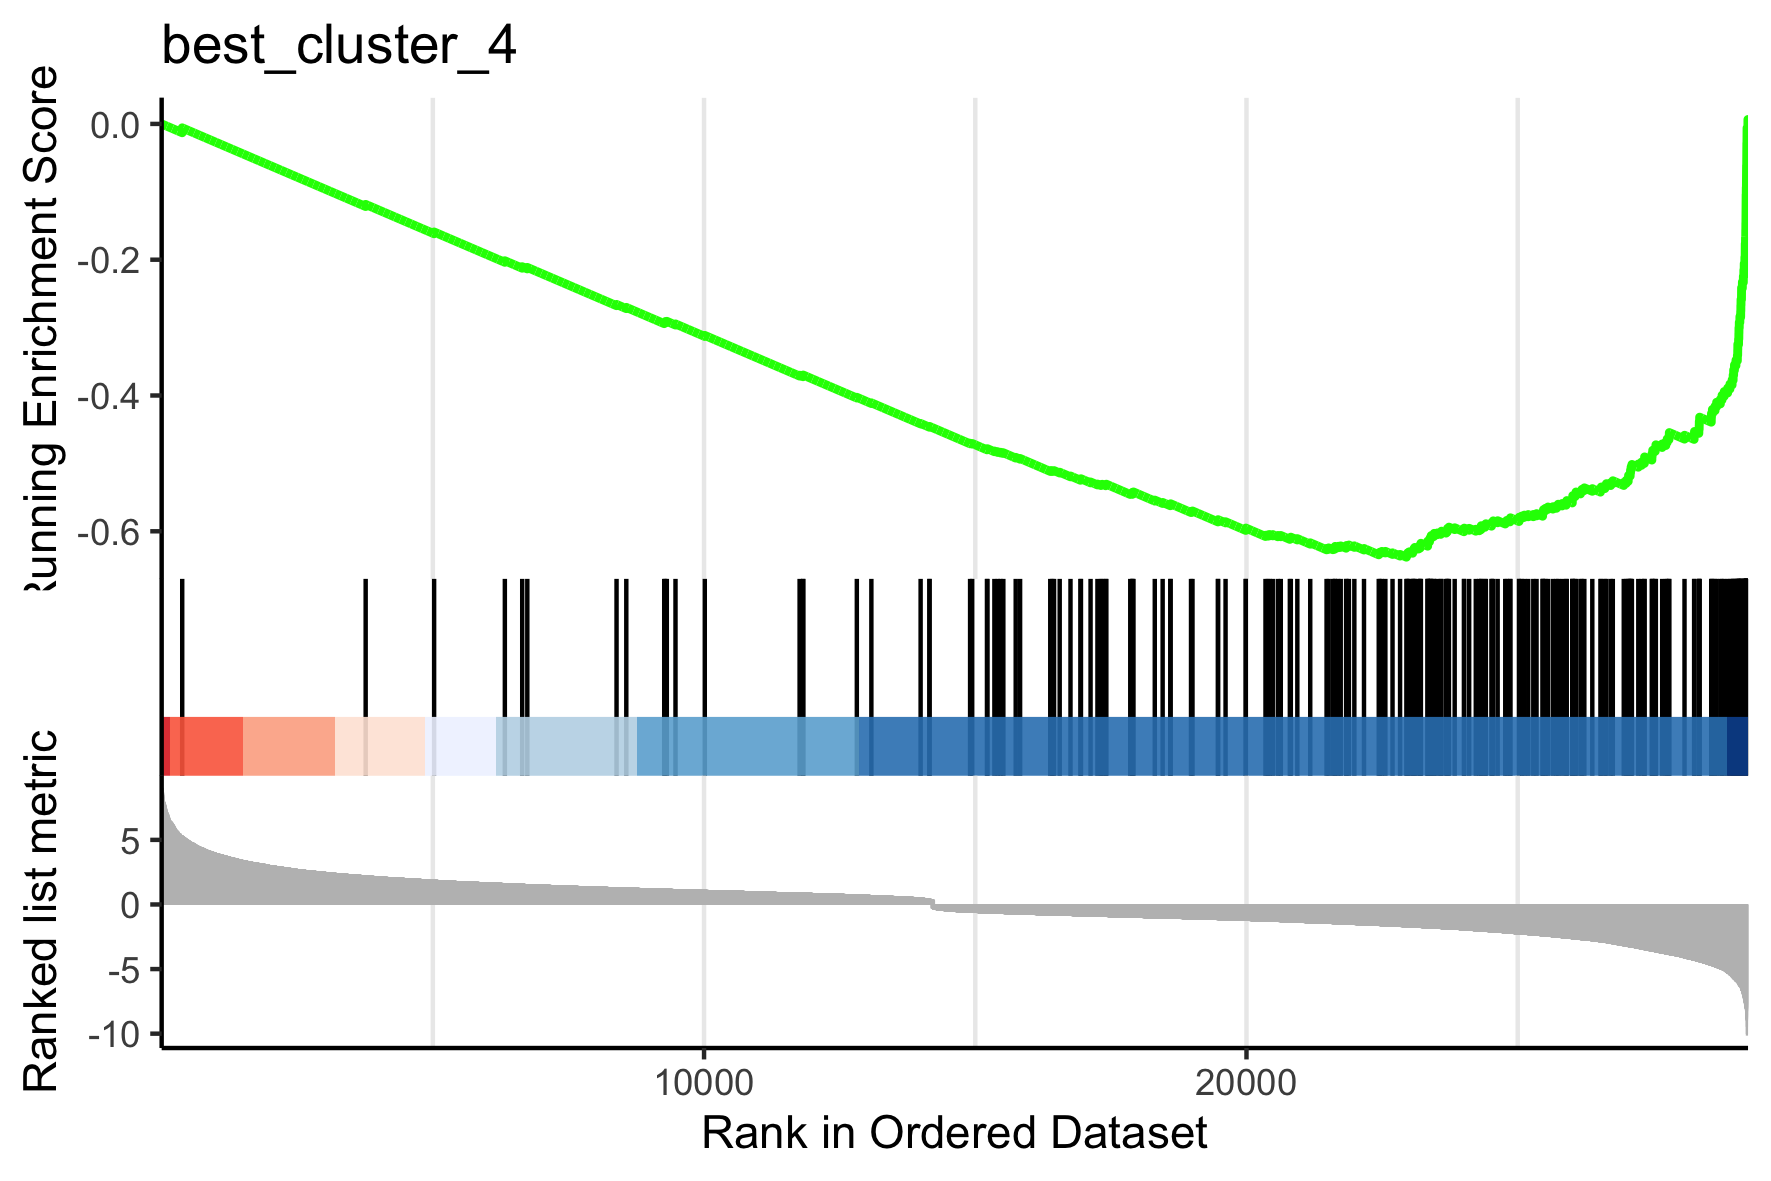 best_cluster_4
Running Enrichment Score
0.0
-0.2
-0.4
-0.6
Ranked list metric
5
0
-5
-10
10000
20000
Rank in Ordered Dataset